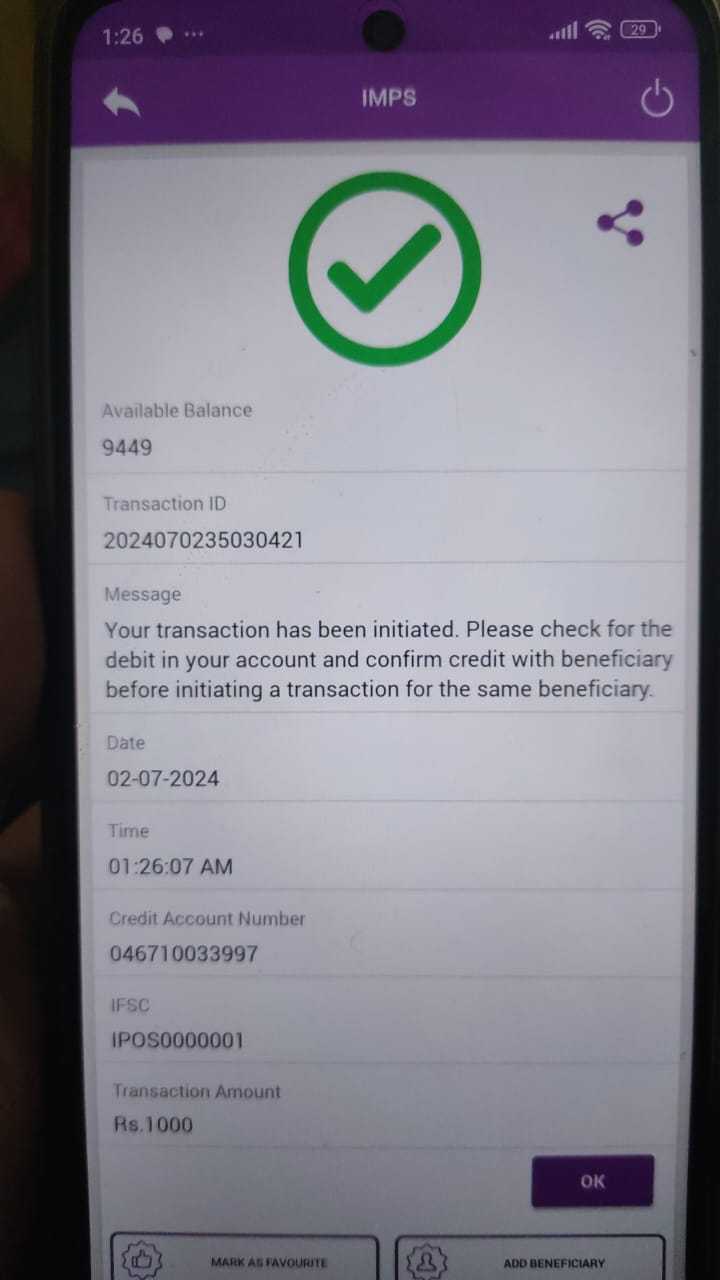 1:26
29
IMPS
Available Balance
9449
Transaction ID
2024070235030421
Message
Your transaction has been initiated. Please check for the
debit in your account and confirm credit with beneficiary
before initiating a transaction for the same beneficiary.
Date
02-07-2024
Time
01:26:07 AM
Credit Account Number
046710033997
IFSC
IPOS0000001
Transaction Amount
Rs.1000
OK
MARK AS FAVOURITE
ADD BENEFICIARY